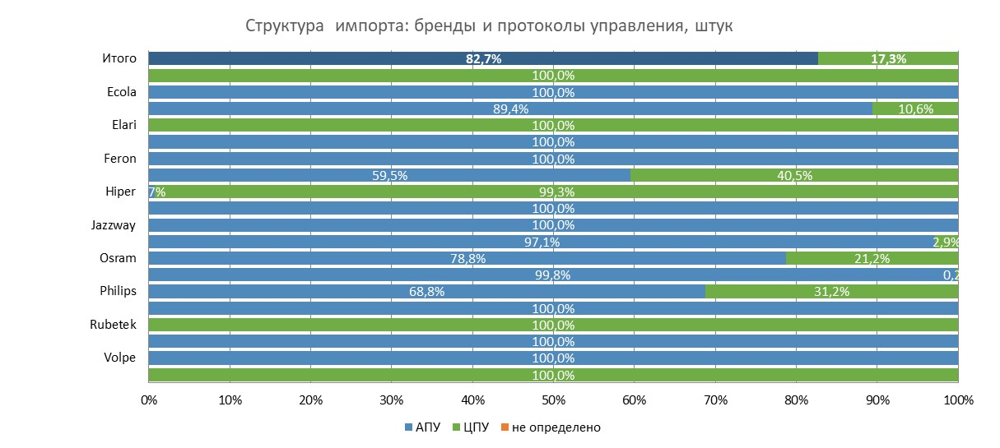 Структура импорта: бренды и протоколы управления, штук
Итого 82,7% 17,3%
100,0%
Ecola 100,0%
89,4% 10,6%
Elari 100,0%
100,0%
Feron 100,0%
59,5% 40,5%
Hiper 7% 99,3%
100,0%
Jazzway 100,0%
97,1% 2,9%
Osram 78,8% 21,2%
99,8% 0,2
Philips 68,8% 31,2%
100,0%
Rubetek 100,0%
100,0%
Volpe 100,0%
100,0%
0% 10% 20% 30% 40% 50% 60% 70% 80% 90% 100%
АПУ ЦПУ не определено